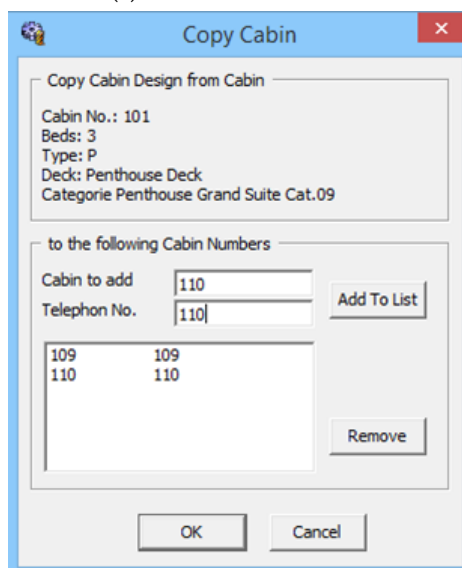 Copy Cabin
Copy Cabin Design from Cabin
Cabin No.: 101
Beds: 3
Type: P
Deck: Penthouse Deck
Categorie Penthouse Grand Suite Cat.09
to the following Cabin Numbers
Cabin to add 110
Telephon No. 110
Add To List
109 109
110 110
Remove
OK Cancel